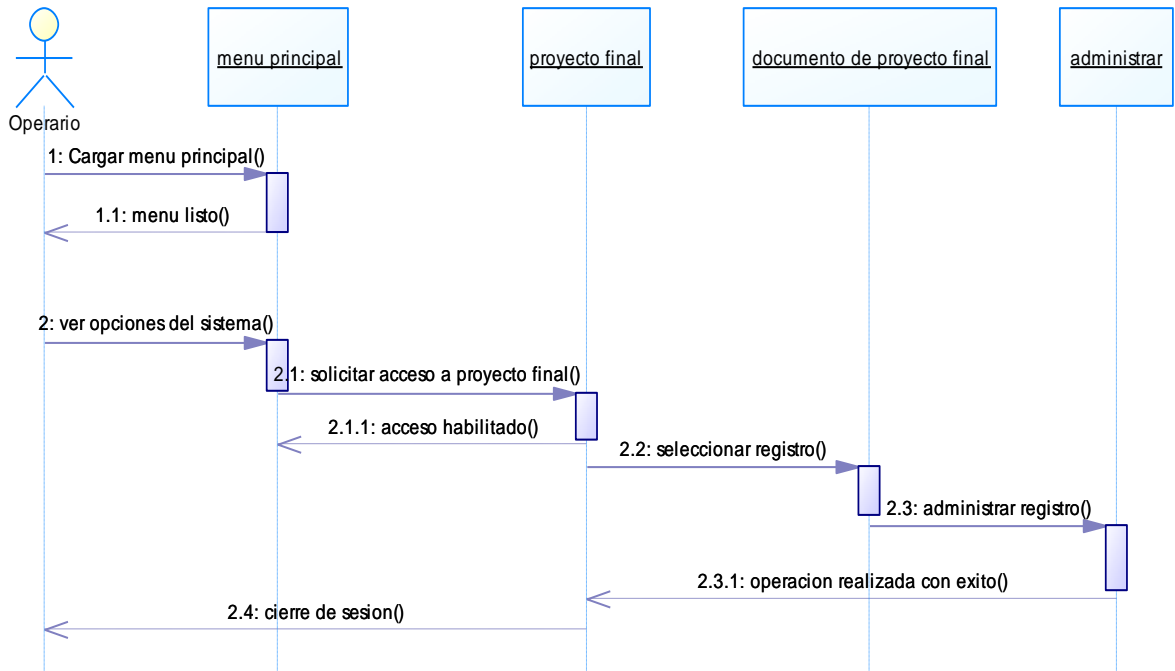 menu principal
proyecto final
documento de proyecto final
administrar
Operario
1: Cargar menu principal()
1.1: menu listo()
2: ver opciones del sistema()
2.1: solicitar acceso a proyecto final()
2.1.1: acceso habilitado()
2.2: seleccionar registro()
2.3: administrar registro()
2.3.1: operacion realizada con exito()
2.4: cierre de sesion()